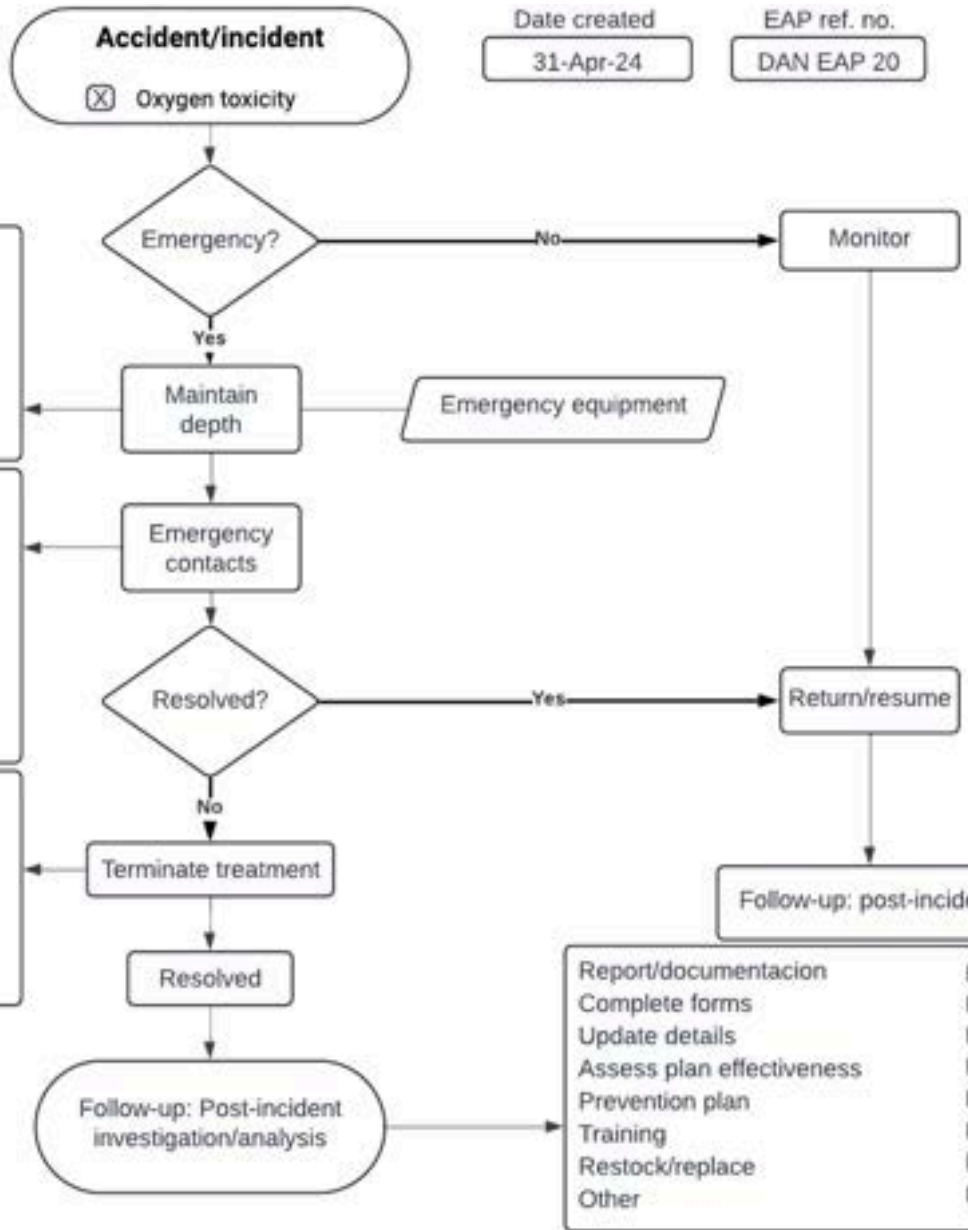 Accident/incident
X Oxygen toxicity
Date created
31-Apr-24
EAP ref. no.
DAN EAP 20
Emergency?
No
Monitor
Yes
Maintain
depth
Emergency equipment
Emergency
contacts
Resolved?
Yes
Return/resume
No
Terminate treatment
Follow-up: post-incide
Resolved
Report/documentacion
Complete forms
Update details
Assess plan effectiveness
Prevention plan
Training
Restock/replace
Other
Follow-up: Post-incident
investigation/analysis